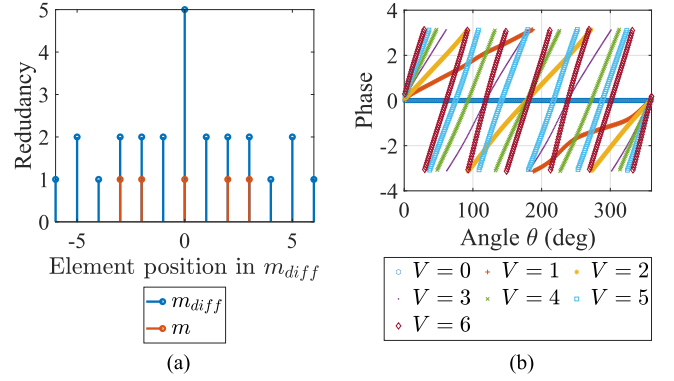 5
4
3
2
1
0
Redudancy
-5 0 5
Element position in m_diff
m_diff
m
(a)
4
2
0
-2
-4
Phase
0 100 200 300
Angle θ (deg)
V = 0 V = 1 V = 2
V = 3 V = 4 V = 5
V = 6
(b)